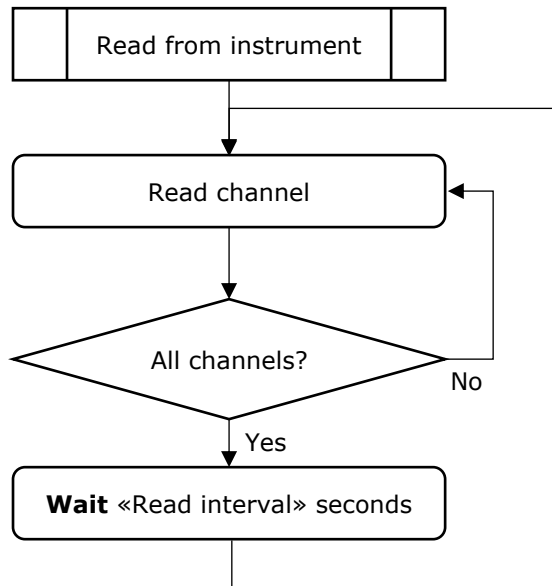 Read from instrument
Read channel
All channels?
No
Yes
Wait «Read interval» seconds